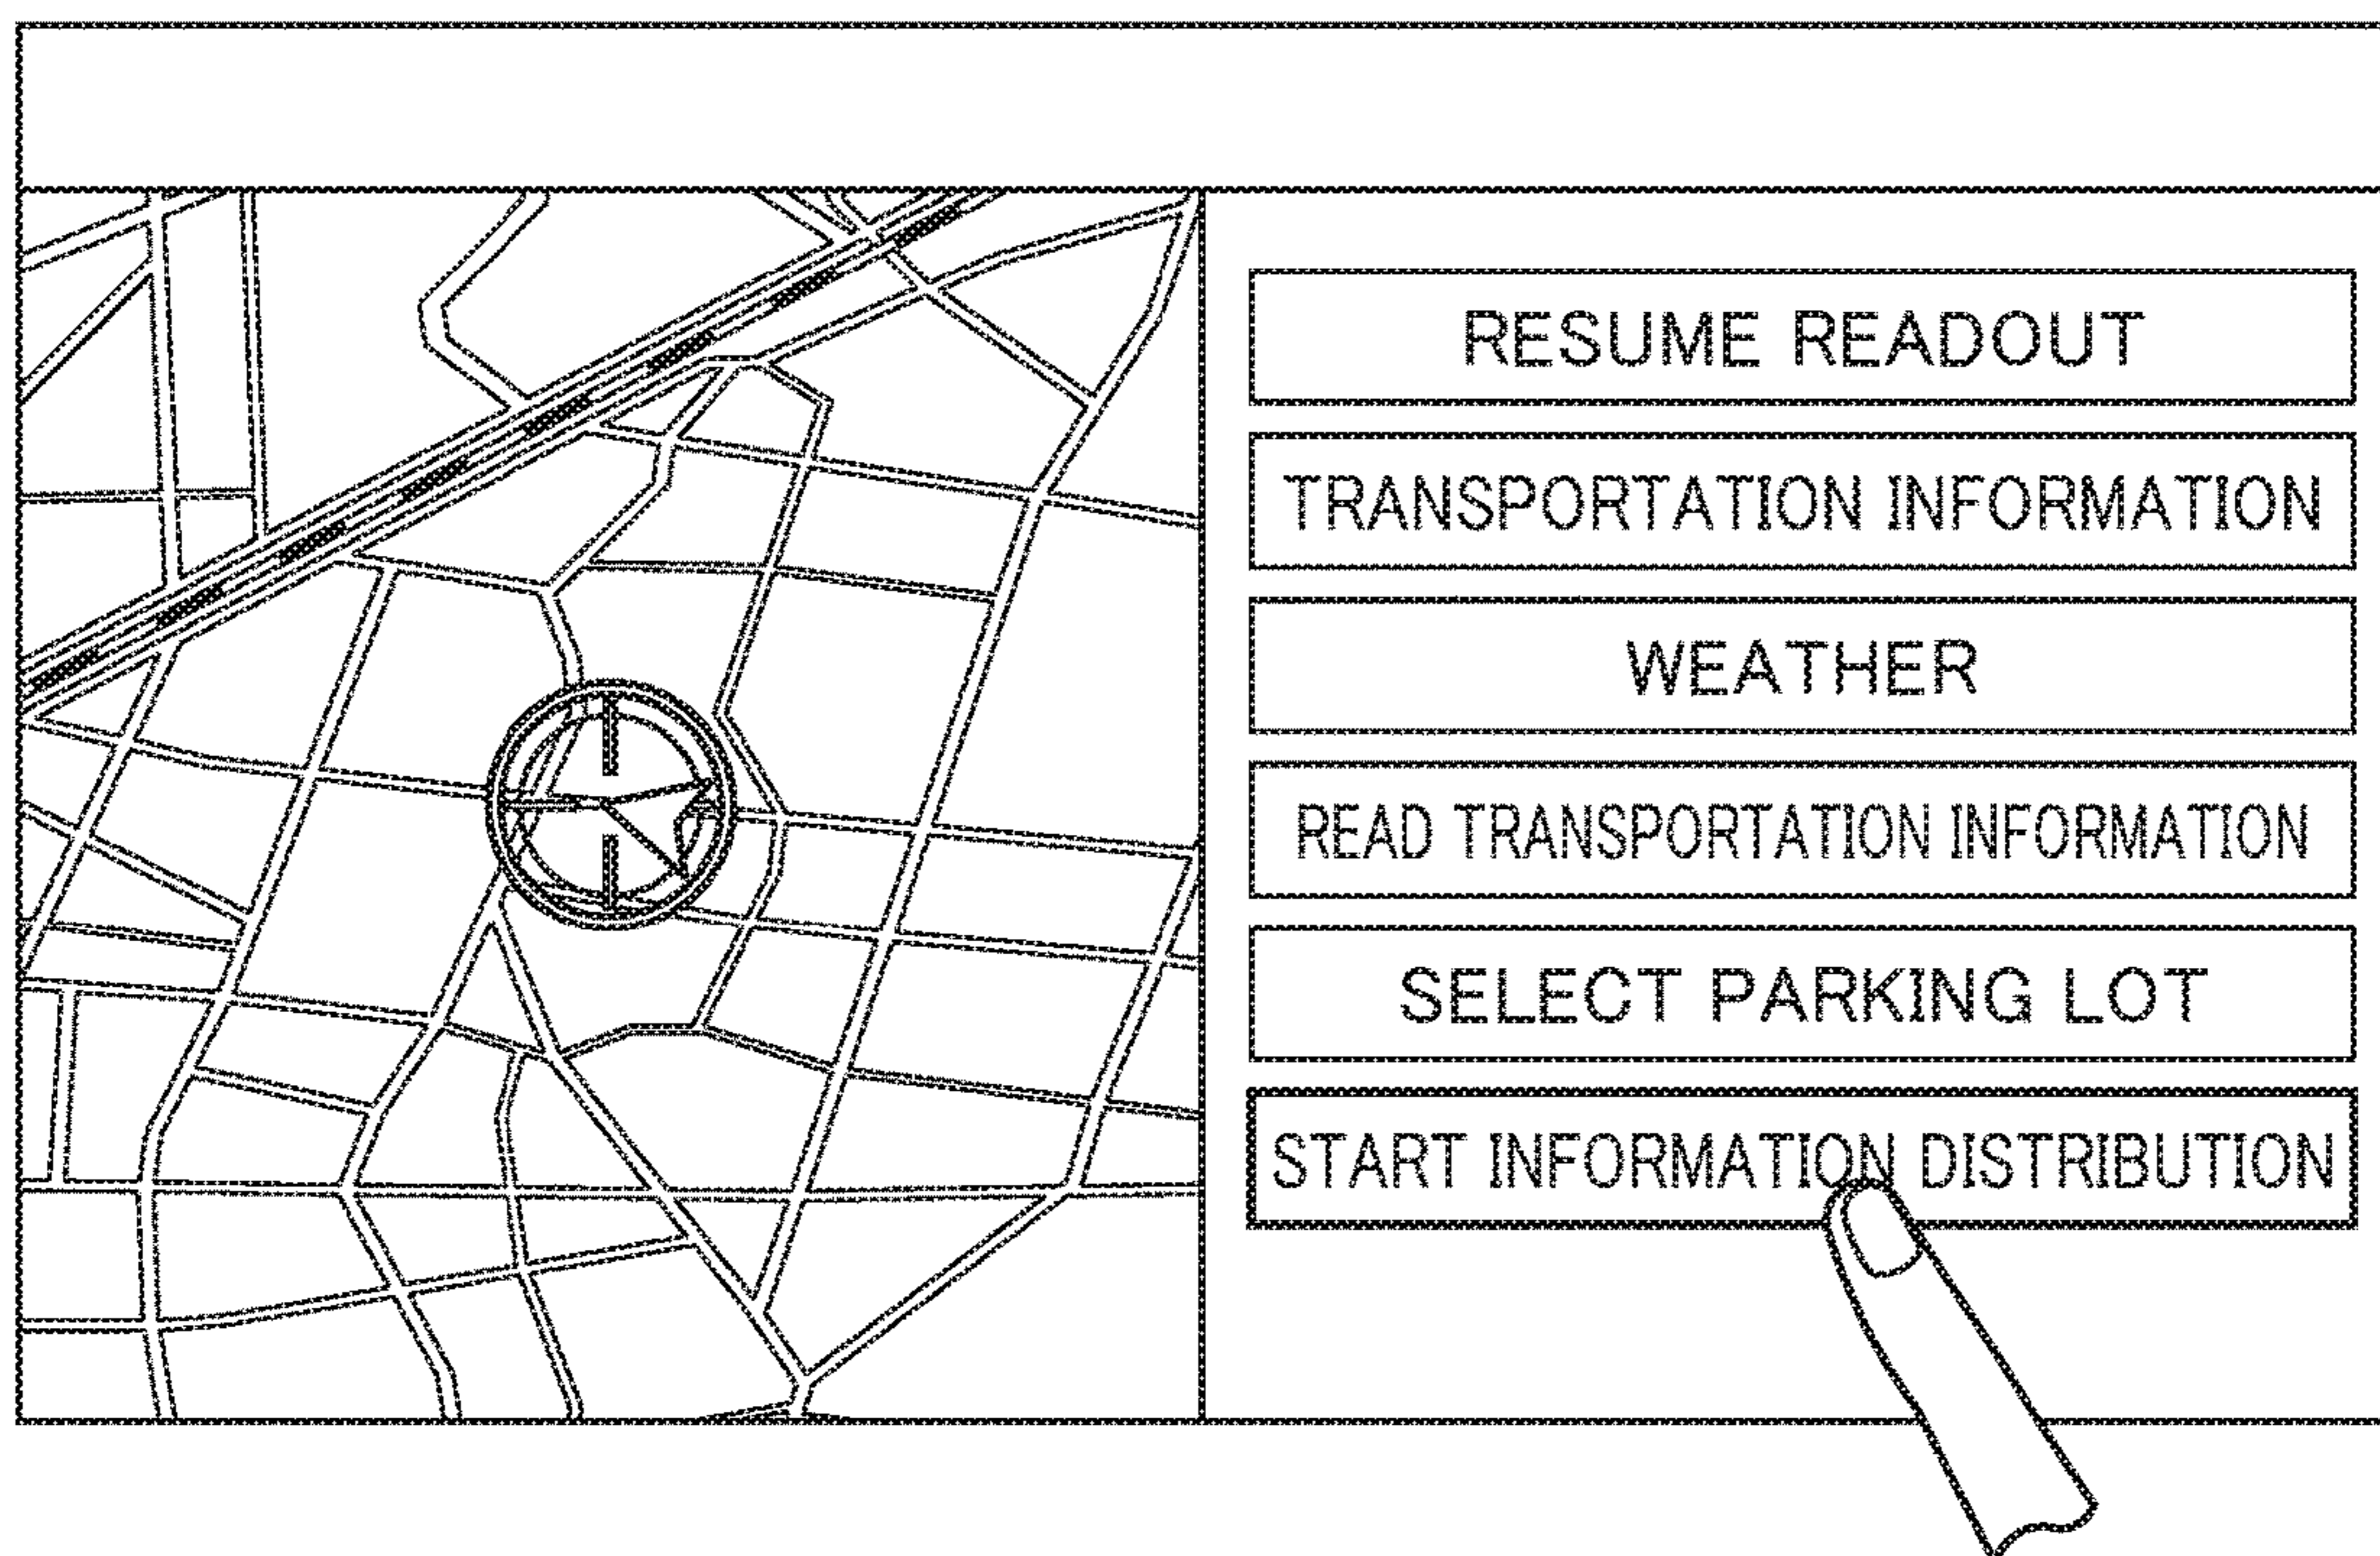 RESUME READOUT
TRANSPORTATION INFORMATION
WEATHER
READ TRANSPORTATION INFORMATION
SELECT PARKING LOT
START INFORMATION DISTRIBUTION